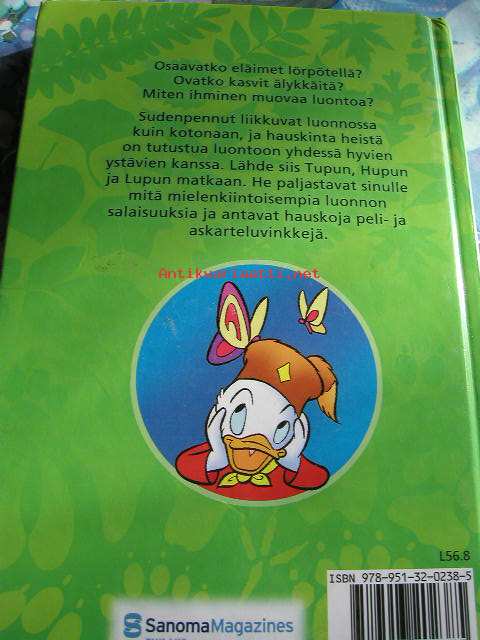 Osaavatko eläimet lörpötellä?
Ovatko kasvit älykkäitä?
Miten ihminen muovaa luontoa?
Sudenpennut liikkuvat luonnossa
kuin kotonaan, ja hauskinta heistä
on tutustua luontoon yhdessä hyvien
ystävien kanssa. Lähde siis Tupun, Hupun
ja Lupun matkaan. He paljastavat sinulle
mitä mielenkiintoisempia luonnon
salaisuuksia ja antavat hauskoja peli- ja
askarteluvinkkejä.
Antikvariaatti.net
L56.8
ISBN 978-951-32-0238-5
SanomaMagazines